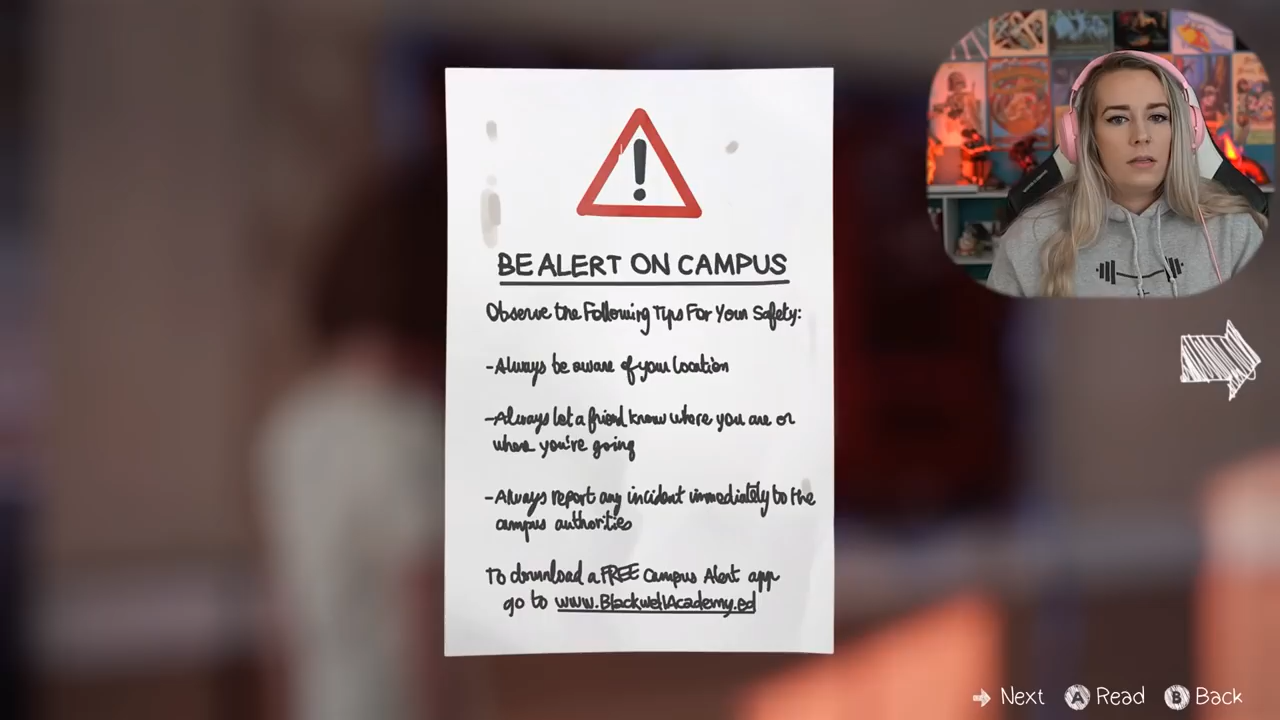 !
BE ALERT ON CAMPUS
Observe the Following Tips For Your Safety:
-Always be aware of your location
-Always let a friend know where you are or
where you're going
-Always report any incident immediately to the
campus authorities
To download a FREE Campus Alert app
go to www.BlackwellAcademy.ed
Next A Read B Back